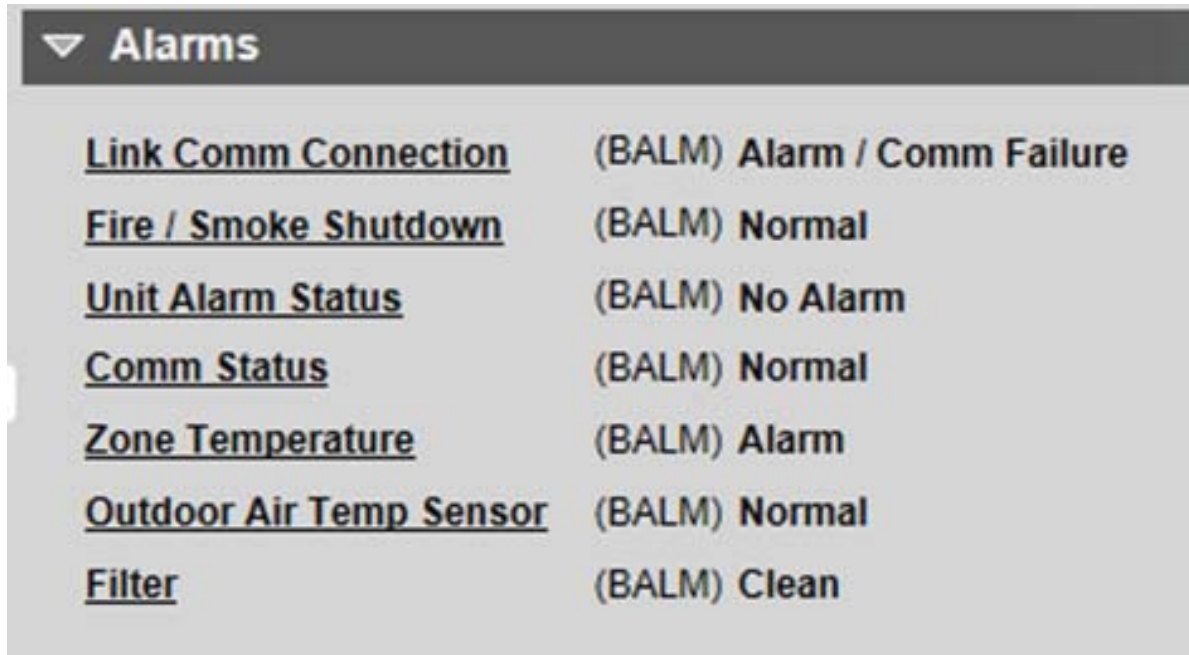 Alarms
Link Comm Connection (BALM) Alarm / Comm Failure
Fire / Smoke Shutdown (BALM) Normal
Unit Alarm Status (BALM) No Alarm
Comm Status (BALM) Normal
Zone Temperature (BALM) Alarm
Outdoor Air Temp Sensor (BALM) Normal
Filter (BALM) Clean